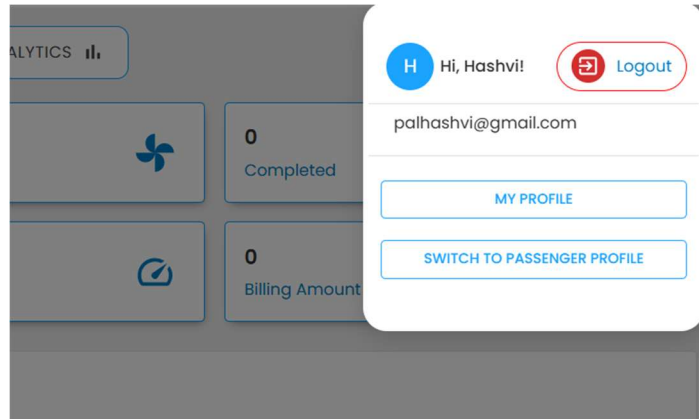 ALYTICS
H Hi, Hashvi! Logout
palhashvi@gmail.com
0
Completed
MY PROFILE
SWITCH TO PASSENGER PROFILE
0
Billing Amount